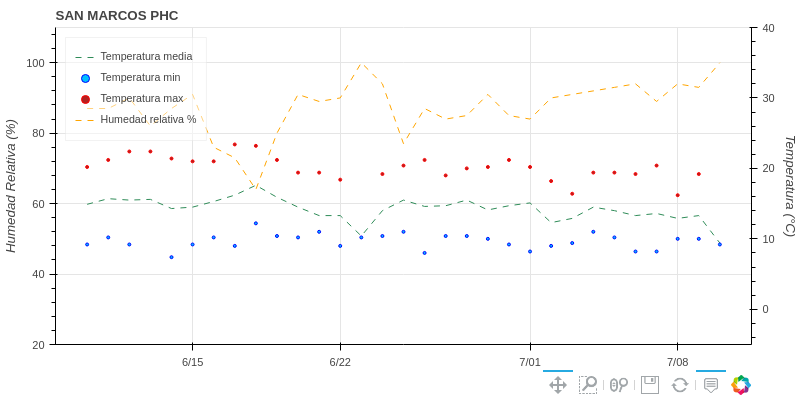 SAN MARCOS PHC
Temperatura media
Temperatura min
Temperatura max
Humedad relativa %
Humedad Relativa (%)
100
80
60
40
20
Temperatura (°C)
40
30
20
10
0
6/15
6/22
7/01
7/08